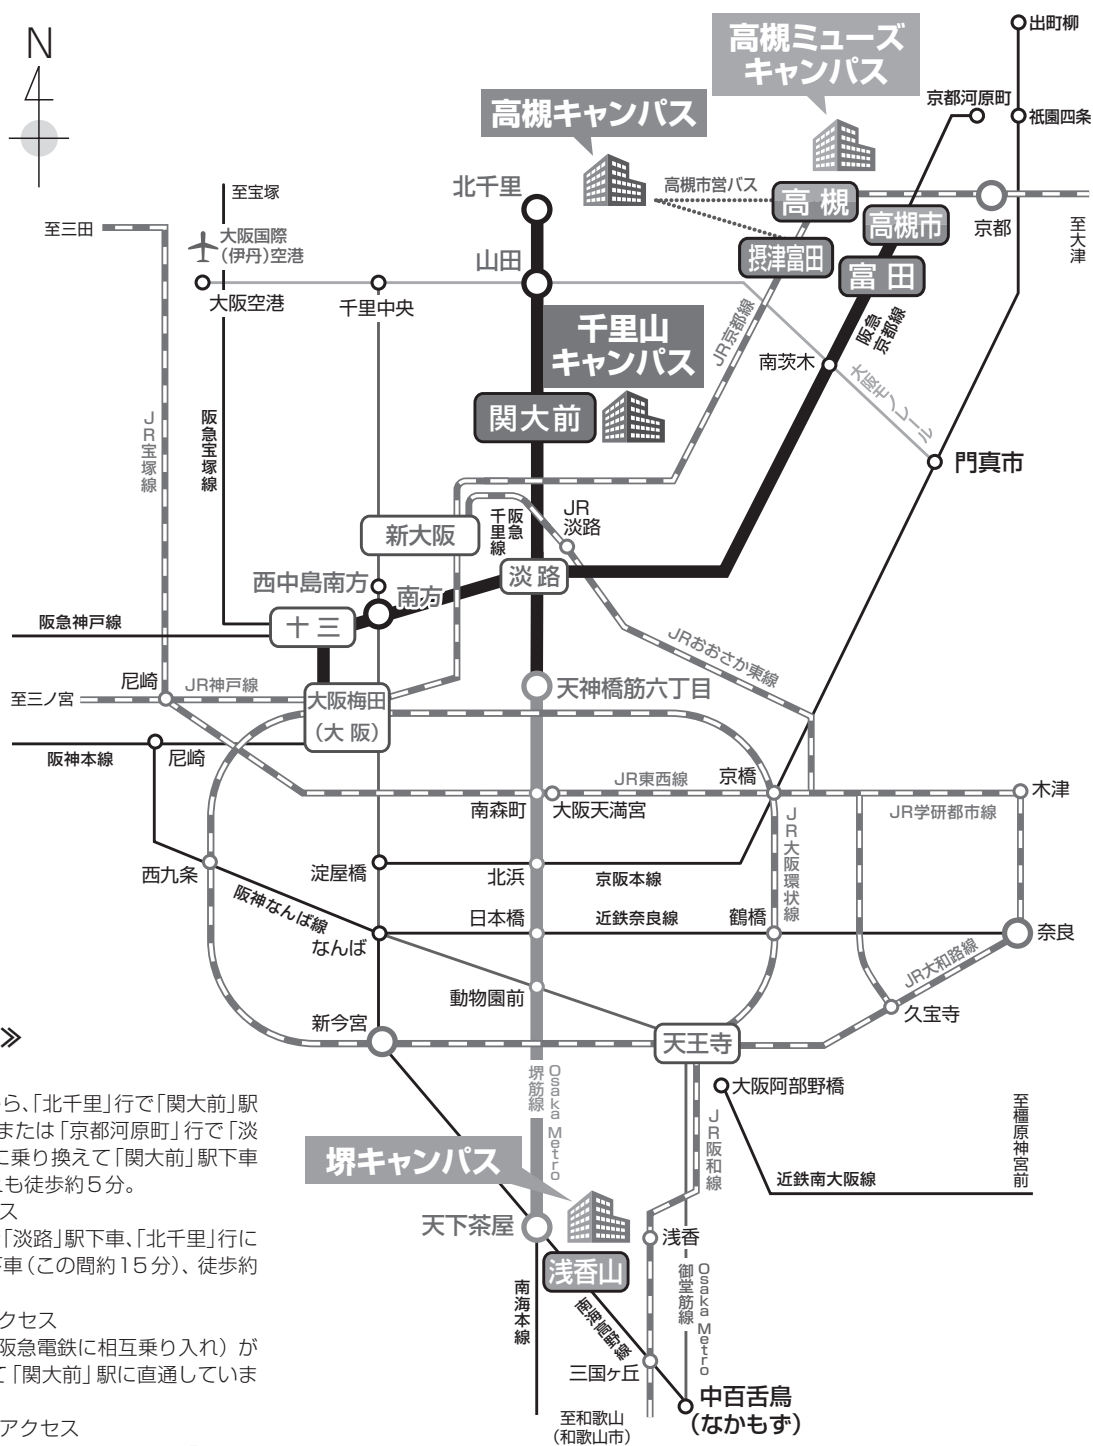 N
高槻ミューズ
キャンパス
出町柳
高槻キャンパス
京都河原町
祇園四条
北千里
高槻市営バス
高槻
至宝塚
至三田
大阪国際
(伊丹)空港
高槻市
京都
至大津
山田
摂津富田
富田
大阪空港
千里中央
千里山
キャンパス
JR京都線
阪急
京都線
南茨木
大阪モノレール
関大前
JR宝塚線
阪急宝塚線
門真市
新大阪
阪急
千里線
JR
淡路
西中島南方
南方
淡路
阪急神戸線
十三
JRおおさか東線
尼崎
JR神戸線
至三ノ宮
大阪梅田
(大阪)
天神橋筋六丁目
阪神本線
尼崎
JR東西線
京橋
木津
南森町
大阪天満宮
JR学研都市線
JR大阪環状線
西九条
淀屋橋
北浜
京阪本線
阪神なんば線
日本橋
近鉄奈良線
鶴橋
奈良
なんば
JR大和路線
動物園前
久宝寺
新今宮
天王寺
≫
堺筋線
Osaka Metro
大阪阿部野橋
至橿原神宮前
ら、「北千里」行で「関大前」駅
または「京都河原町」行で「淡
に乗り換えて「関大前」駅下車
も徒歩約5分。
JR阪和線
堺キャンパス
近鉄南大阪線
ス
「淡路」駅下車、「北千里」行に
下車(この間約15分)、徒歩約
天下茶屋
浅香
浅香山
御堂筋線
Osaka Metro
南海本線
南海高野線
クセス
阪急電鉄に相互乗り入れ)が
て「関大前」駅に直通していま
三国ヶ丘
中百舌鳥
(なかもず)
至和歌山
(和歌山市)
アクセス